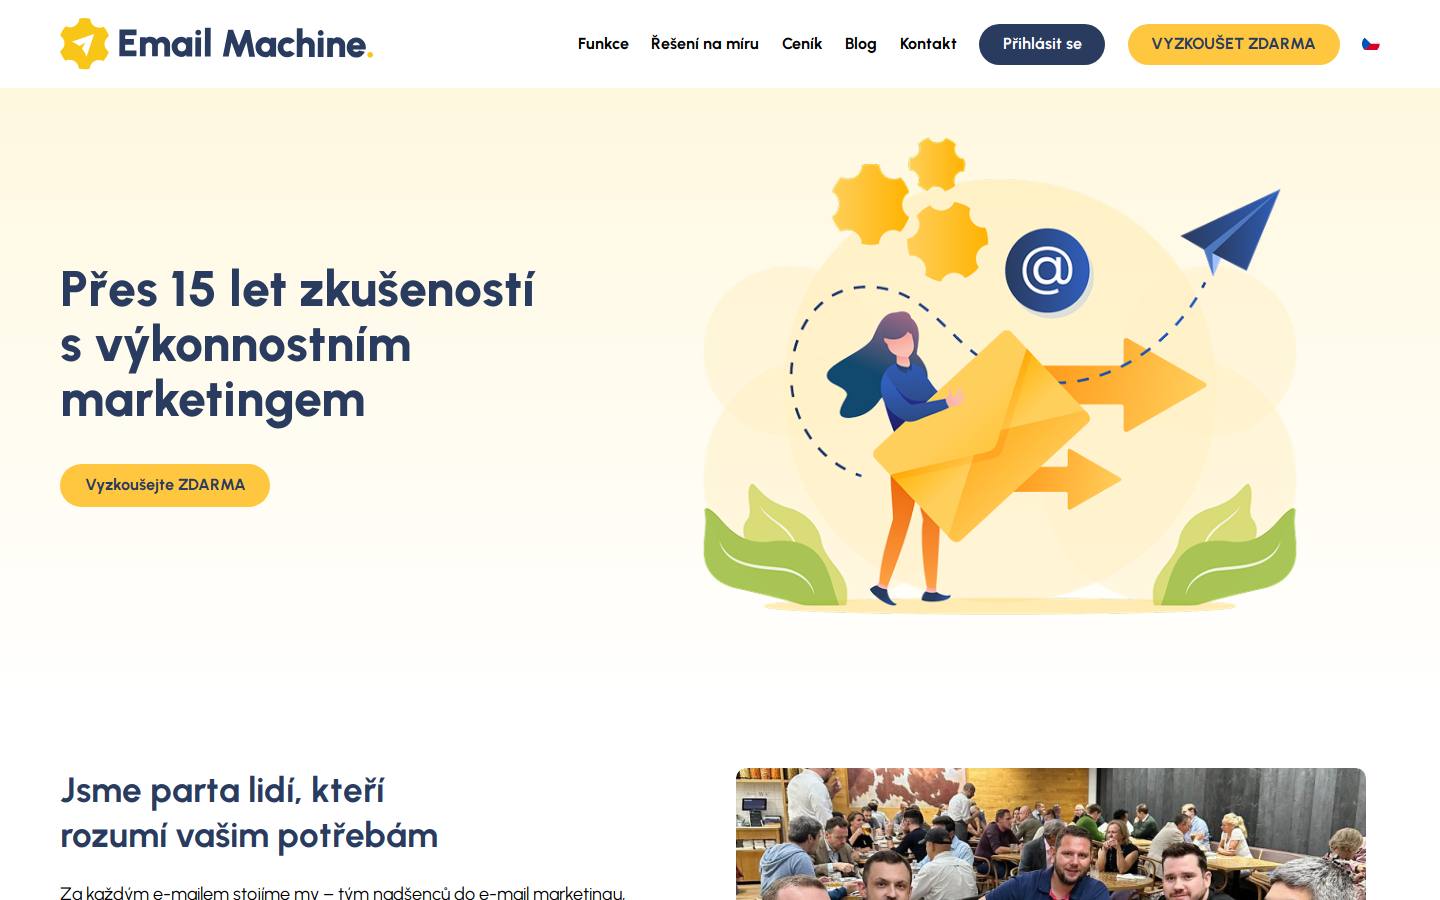 Email Machine.
Funkce
Řešení na míru
Ceník
Blog
Kontakt
Přihlásit se
VYZKOUŠET ZDARMA
@
Přes 15 let zkušeností
s výkonnostním
marketingem
Vyzkoušejte ZDARMA
Jsme parta lidí, kteří
rozumí vašim potřebám
Za každým e-mailem stojíme my – tým nadšenců do e-mail marketingu,